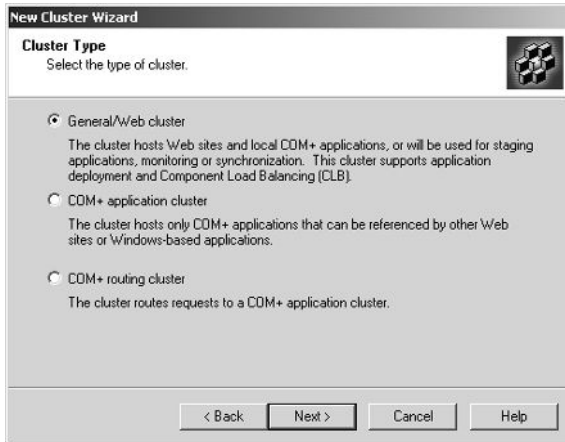 New Cluster Wizard
Cluster Type
Select the type of cluster.
General/Web cluster
The cluster hosts Web sites and local COM+ applications, or will be used for staging
applications, monitoring or synchronization. This cluster supports application
deployment and Component Load Balancing (CLB).
COM+ application cluster
The cluster hosts only COM+ applications that can be referenced by other Web
sites or Windows-based applications.
COM+ routing cluster
The cluster routes requests to a COM+ application cluster.
< Back Next > Cancel Help